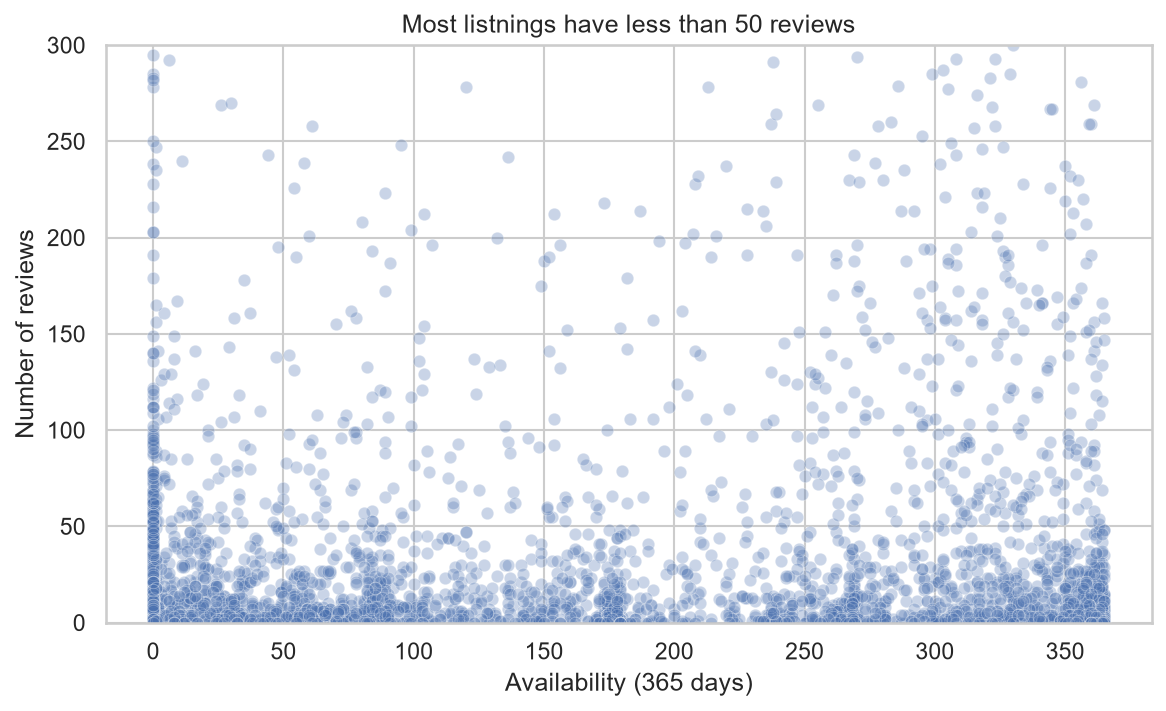 Most listnings have less than 50 reviews
300
250
200
150
100
50
0
Number of reviews
0 50 100 150 200 250 300 350
Availability (365 days)